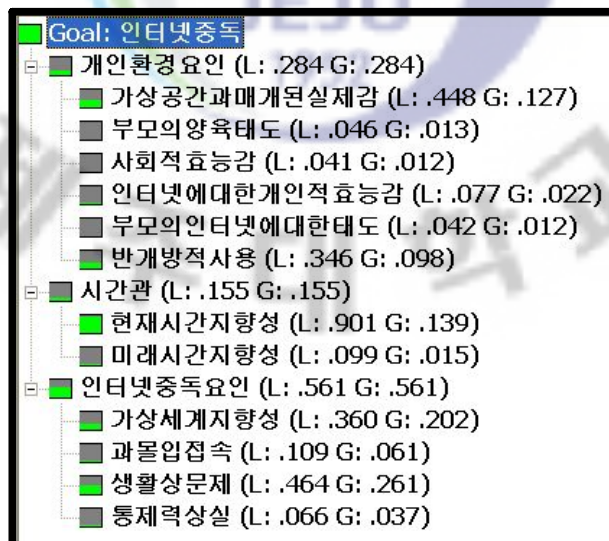 Goal: 인터넷중독
개인환경요인 (L: .284 G: .284)
가상공간과매개된실제감 (L: .448 G: .127)
부모의양육태도 (L: .046 G: .013)
사회적효능감 (L: .041 G: .012)
인터넷에대한개인적효능감 (L: .077 G: .022)
부모의인터넷에대한태도 (L: .042 G: .012)
반개방적사용 (L: .346 G: .098)
시간관 (L: .155 G: .155)
현재시간지향성 (L: .901 G: .139)
미래시간지향성 (L: .099 G: .015)
인터넷중독요인 (L: .561 G: .561)
가상세계지향성 (L: .360 G: .202)
과몰입접속 (L: .109 G: .061)
생활상문제 (L: .464 G: .261)
통제력상실 (L: .066 G: .037)